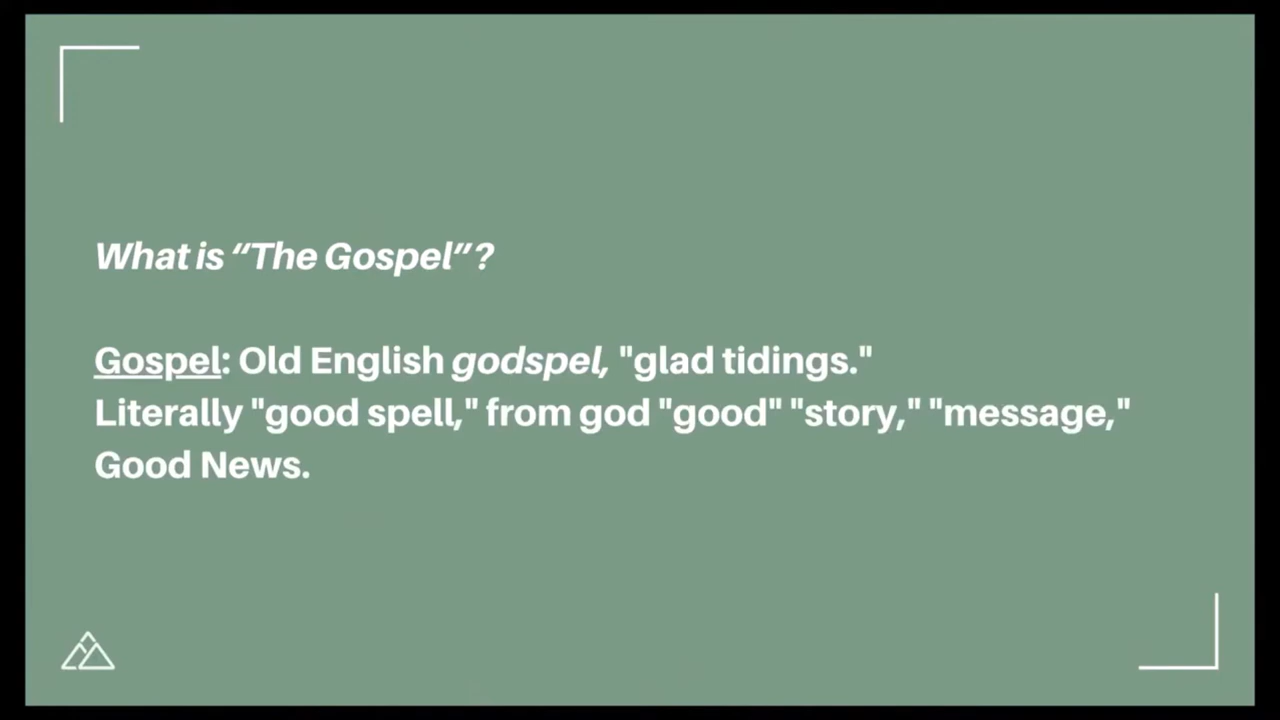 What is “The Gospel”?
Gospel: Old English godspel, "glad tidings."
Literally "good spell," from god "good" "story," "message,"
Good News.